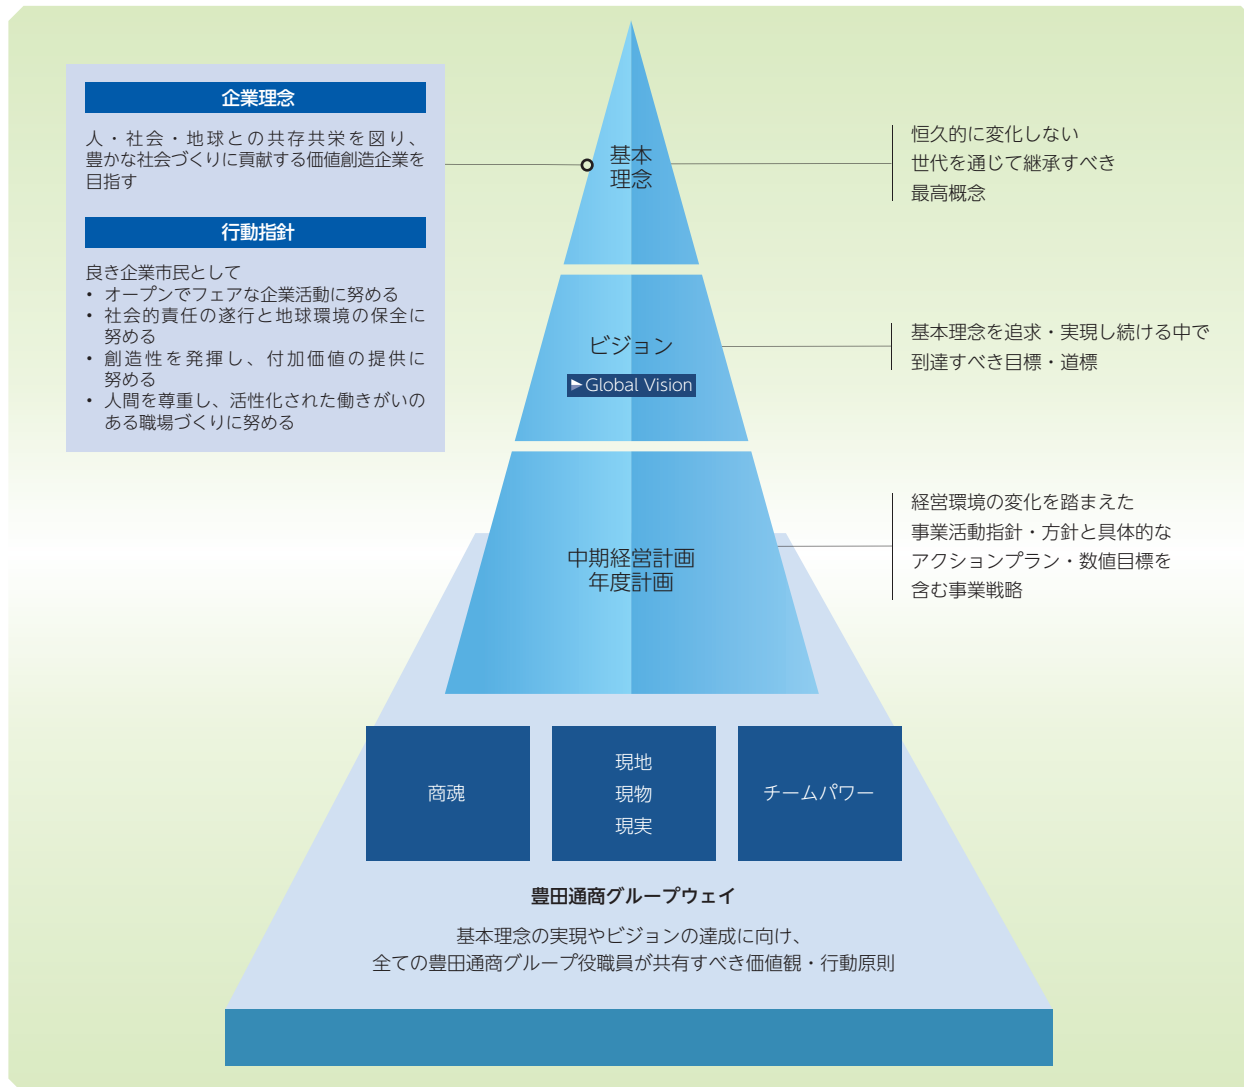 企業理念
人・社会・地球との共存共栄を図り、
豊かな社会づくりに貢献する価値創造企業を
目指す
行動指針
良き企業市民として
• オープンでフェアな企業活動に努める
• 社会的責任の遂行と地球環境の保全に
努める
• 創造性を発揮し、付加価値の提供に
努める
• 人間を尊重し、活性化された働きがいの
ある職場づくりに努める
基本
理念
恒久的に変化しない
世代を通じて継承すべき
最高概念
ビジョン
Global Vision
基本理念を追求・実現し続ける中で
到達すべき目標・道標
中期経営計画
年度計画
経営環境の変化を踏まえた
事業活動指針・方針と具体的な
アクションプラン・数値目標を
含む事業戦略
商魂
現地
現物
現実
チームパワー
豊田通商グループウェイ
基本理念の実現やビジョンの達成に向け、
全ての豊田通商グループ役職員が共有すべき価値観・行動原則